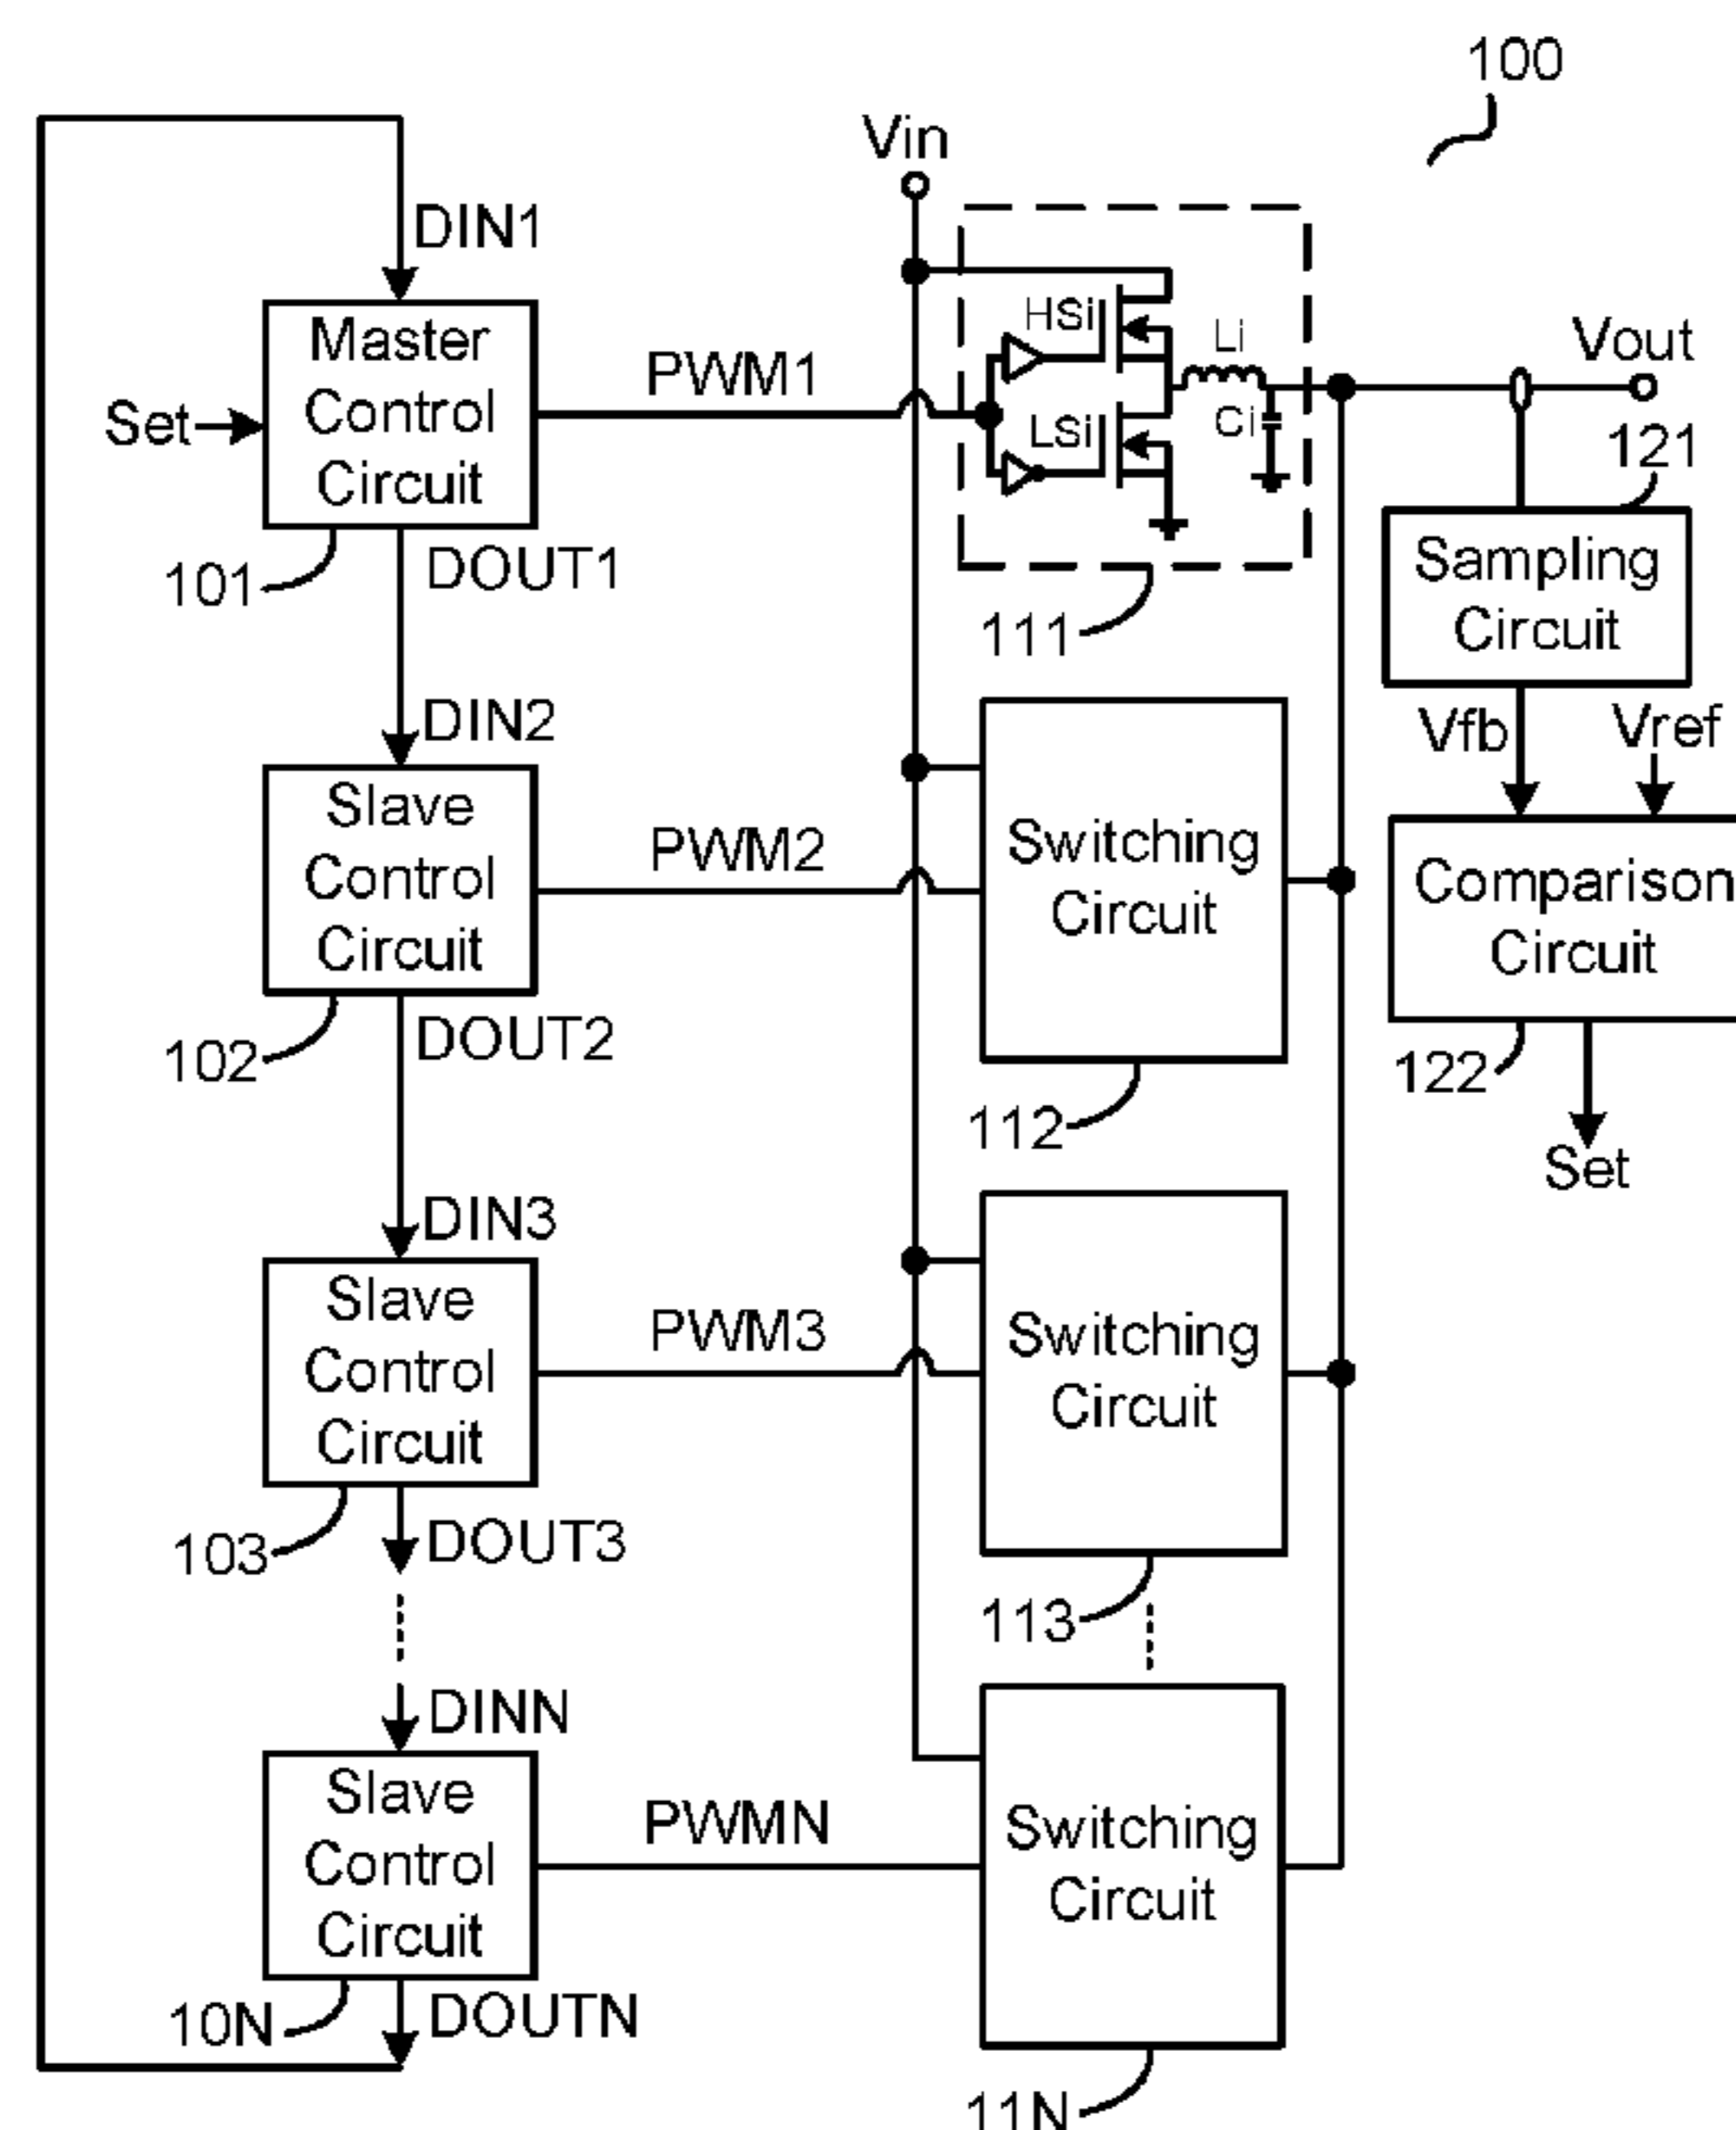 100
Vin
DIN1
Master
Control
Circuit
Set
PWM1
HSi
LSi
Li
Ci
Vout
121
101
DOUT1
111
Sampling
Circuit
DIN2
Vfb
Vref
Slave
Control
Circuit
PWM2
Switching
Circuit
Comparison
Circuit
102
DOUT2
112
122
Set
DIN3
Slave
Control
Circuit
PWM3
Switching
Circuit
103
DOUT3
113
DINN
Slave
Control
Circuit
PWMN
Switching
Circuit
10N
DOUTN
11N